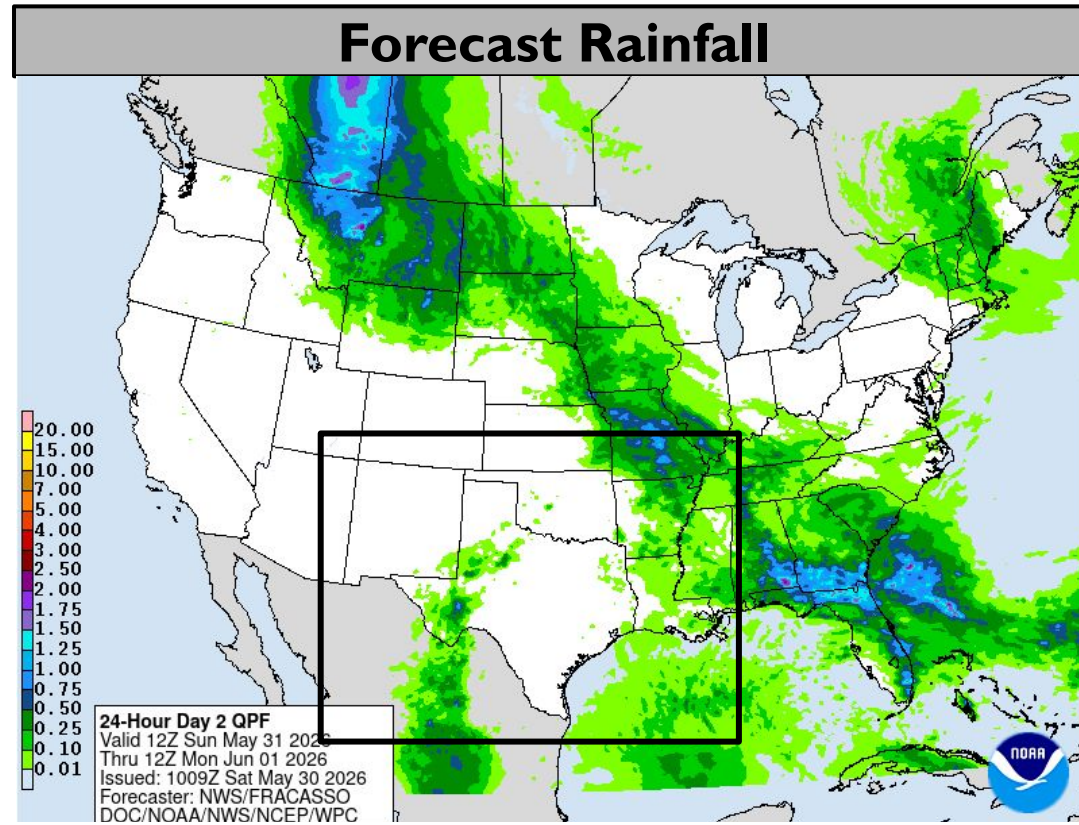 Forecast Rainfall
20.00
15.00
10.00
7.00
5.00
4.00
3.00
2.50
2.00
1.75
1.50
1.25
1.00
0.75
0.50
0.25
0.10
0.01
24-Hour Day 2 QPF
Valid 12Z Sun May 31 2026
Thru 12Z Mon Jun 01 2026
Issued: 1009Z Sat May 30 2026
Forecaster: NWS/FRACASSO
DOC/NOAA/NWS/NCEP/WPC
NOAA